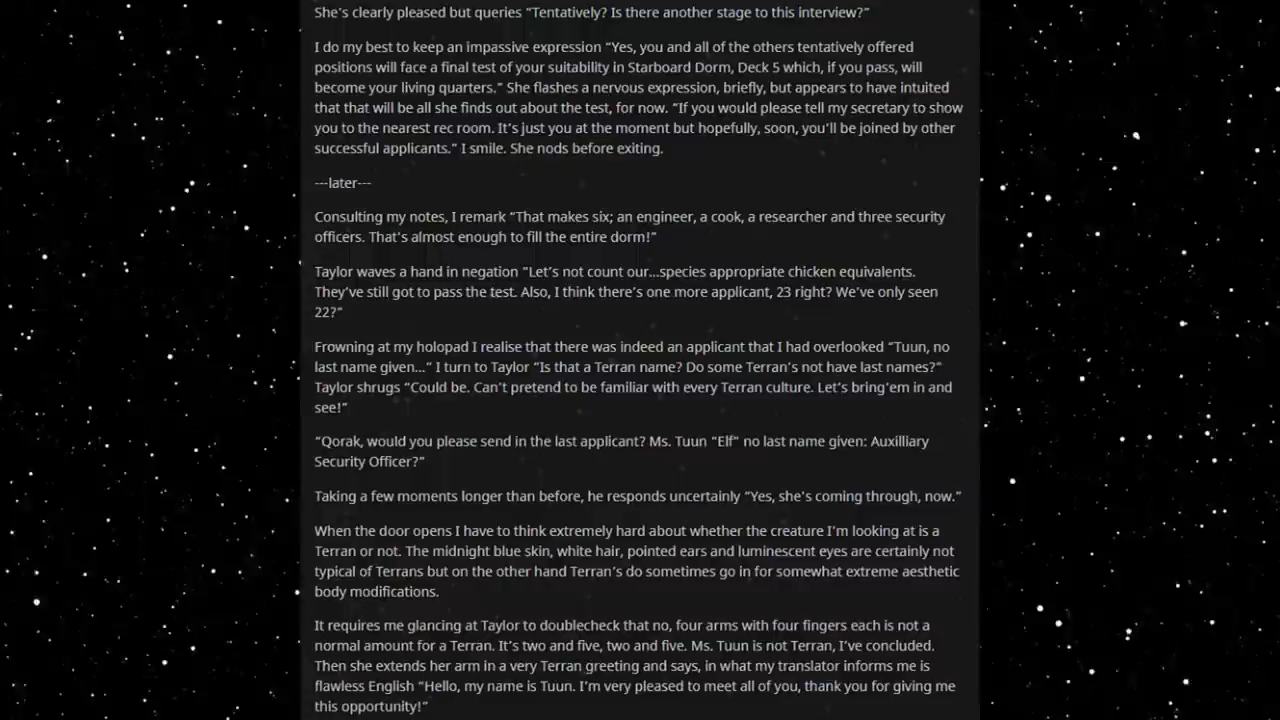 She's clearly pleased but queries “Tentatively? Is there another stage to this interview?”
I do my best to keep an impassive expression “Yes, you and all of the others tentatively offered
positions will face a final test of your suitability in Starboard Dorm, Deck 5 which, if you pass, will
become your living quarters.” She flashes a nervous expression, briefly, but appears to have intuited
that that will be all she finds out about the test, for now. “If you would please tell my secretary to show
you to the nearest rec room. It's just you at the moment but hopefully, soon, you'll be joined by other
successful applicants.” I smile. She nods before exiting.
---later---
Consulting my notes, I remark “That makes six; an engineer, a cook, a researcher and three security
officers. That's almost enough to fill the entire dorm!”
Taylor waves a hand in negation “Let's not count our...species appropriate chicken equivalents.
They've still got to pass the test. Also, I think there's one more applicant, 23 right? We've only seen
22?”
Frowning at my holopad I realise that there was indeed an applicant that I had overlooked “Tuun, no
last name given...” I turn to Taylor “Is that a Terran name? Do some Terran's not have last names?”
Taylor shrugs “Could be. Can't pretend to be familiar with every Terran culture. Let's bring'em in and
see!”
“Qorak, would you please send in the last applicant? Ms. Tuun “Elf” no last name given: Auxilliary
Security Officer?”
Taking a few moments longer than before, he responds uncertainly “Yes, she's coming through, now.”
When the door opens I have to think extremely hard about whether the creature I'm looking at is a
Terran or not. The midnight blue skin, white hair, pointed ears and luminescent eyes are certainly not
typical of Terrans but on the other hand Terran's do sometimes go in for somewhat extreme aesthetic
body modifications.
It requires me glancing at Taylor to doublecheck that no, four arms with four fingers each is not a
normal amount for a Terran. It's two and five, two and five. Ms. Tuun is not Terran, I've concluded.
Then she extends her arm in a very Terran greeting and says, in what my translator informs me is
flawless English “Hello, my name is Tuun. I'm very pleased to meet all of you, thank you for giving me
this opportunity!”